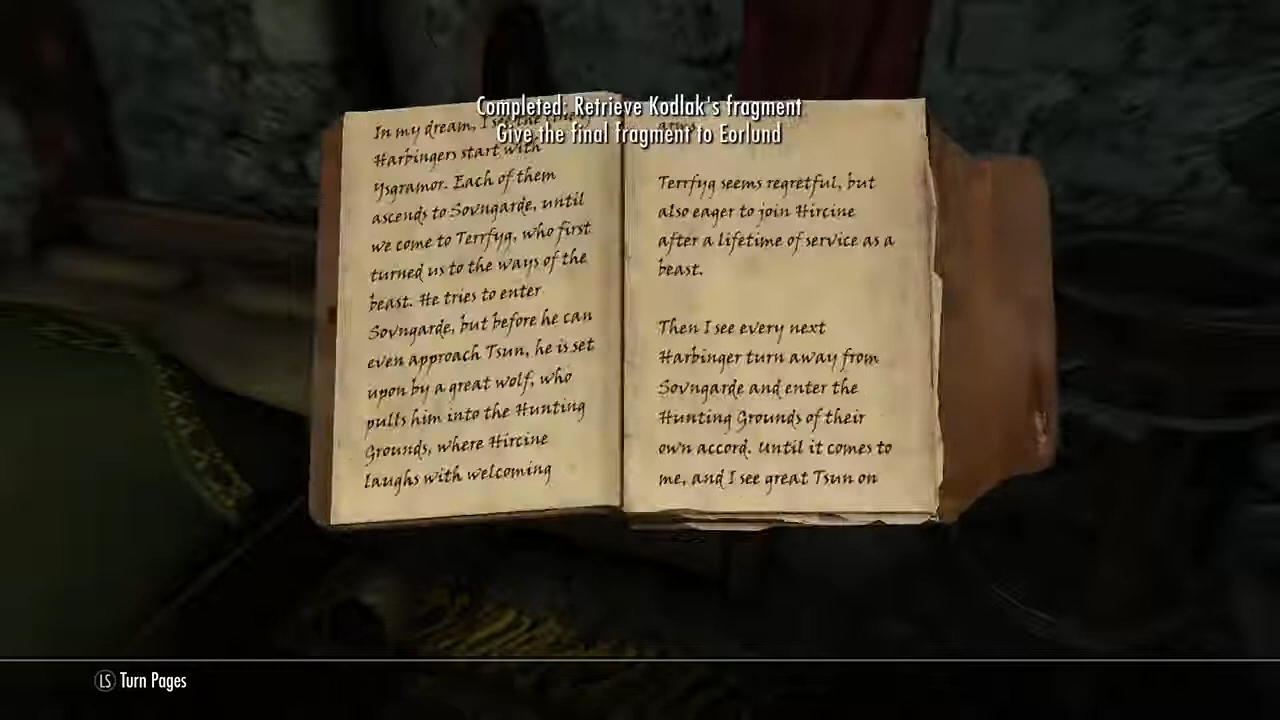 Completed: Retrieve Kodlak's fragment
Give the final fragment to Eorlund
In my dream, I see the
Harbingers start with
Ysgramor. Each of them
ascends to Sovngarde, until
we come to Terrfyg, who first
turned us to the ways of the
beast. He tries to enter
Sovngarde, but before he can
even approach Tsun, he is set
upon by a great wolf, who
pulls him into the Hunting
Grounds, where Hircine
laughs with welcoming
Terrfyg seems regretful, but
also eager to join Hircine
after a lifetime of service as a
beast.
Then I see every next
Harbinger turn away from
Sovngarde and enter the
Hunting Grounds of their
own accord. Until it comes to
me, and I see great Tsun on
LS Turn Pages